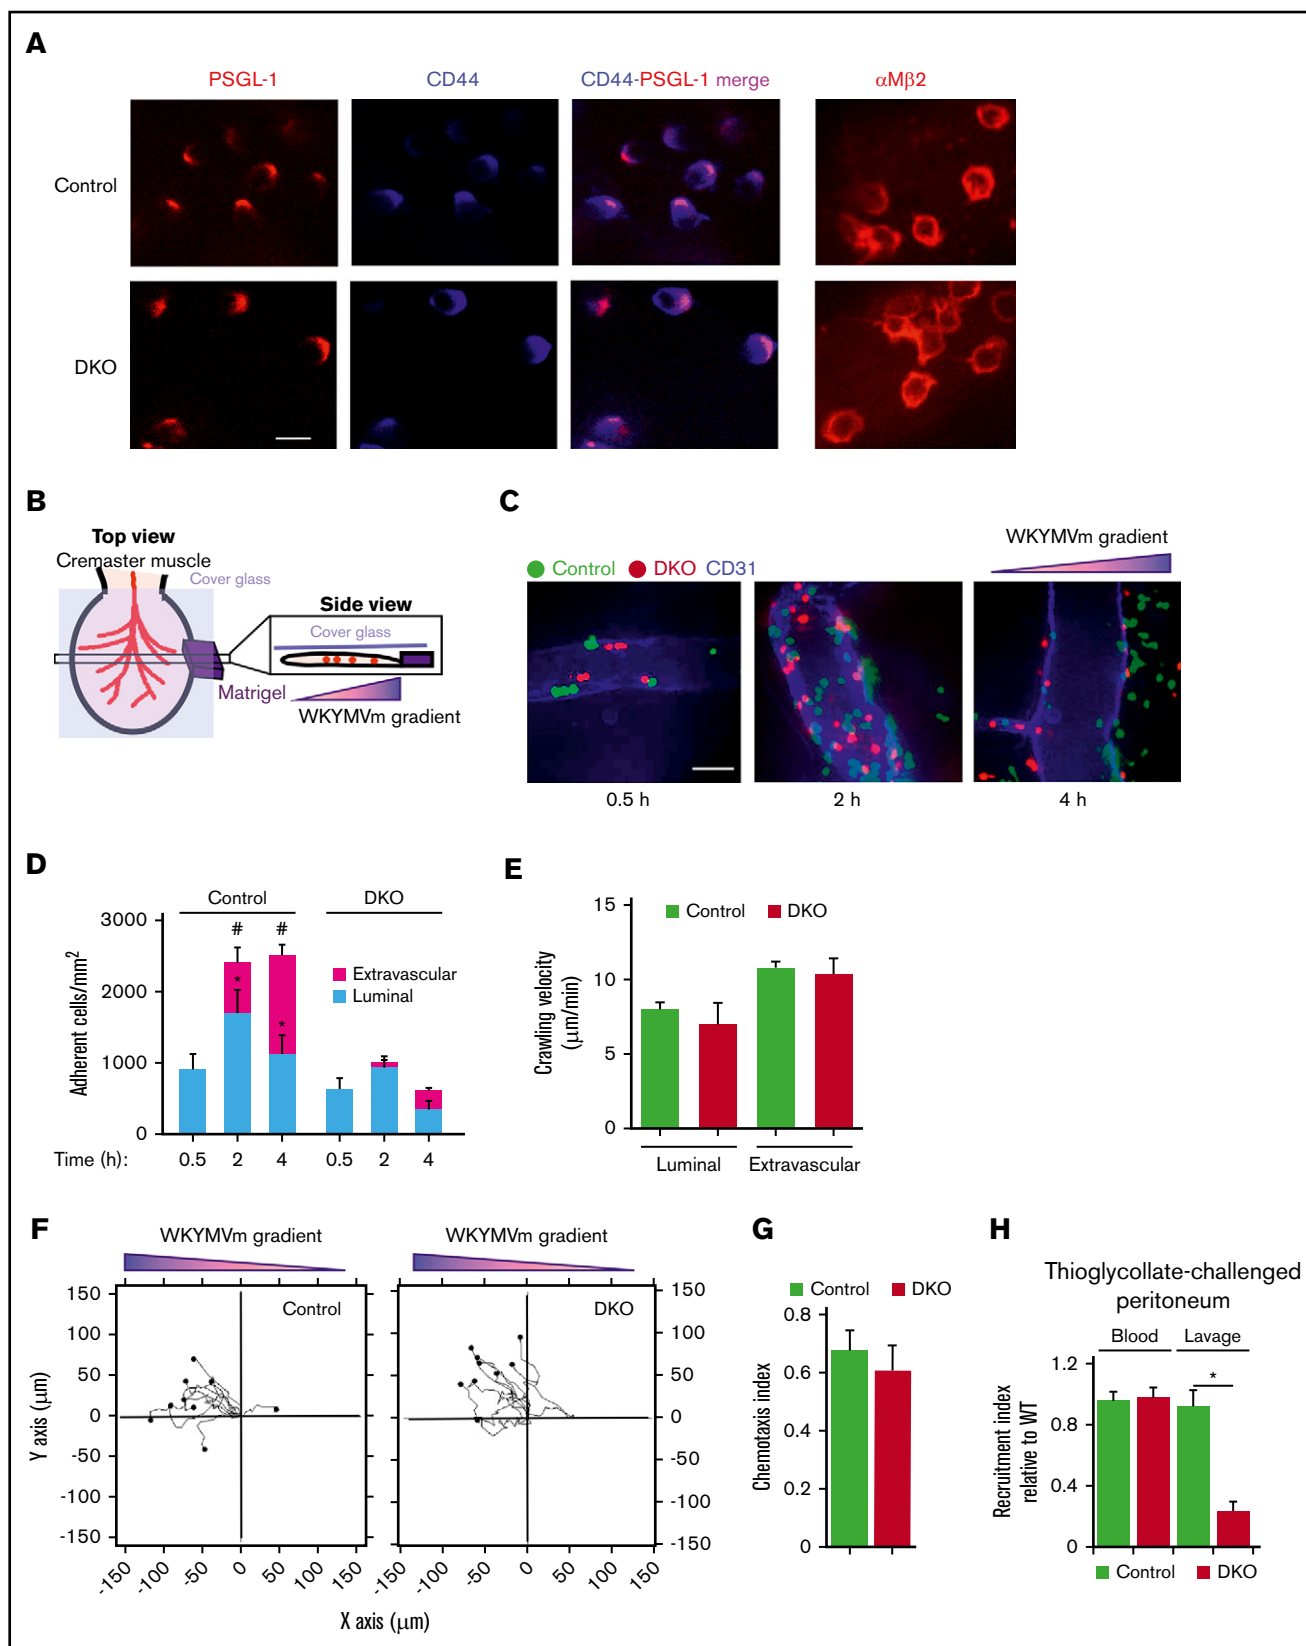 A
PSGL-1
CD44
CD44-PSGL-1 merge
αMβ2
Control
DKO
B
Top view
Cremaster muscle
Cover glass
Side view
Cover glass
Matrigel
WKYMVm gradient
C
WKYMVm gradient
Control DKO CD31
0.5 h
2 h
4 h
D
Control
DKO
Adherent cells/mm²
3000
2000
1000
0
#
#
*
*
Extravascular
Luminal
Time (h):
0.5
2
4
0.5
2
4
E
Crawling velocity
(μm/min)
15
10
5
0
Control
DKO
Luminal
Extravascular
F
WKYMVm gradient
WKYMVm gradient
Control
DKO
Y axis (μm)
150
100
50
0
-50
-100
-150
150
100
50
0
-50
-100
-150
-150
-100
-50
0
50
100
150
-150
-100
-50
0
50
100
150
X axis (μm)
G
Control
DKO
Chemotaxis index
0.8
0.6
0.4
0.2
0
H
Thioglycollate-challenged
peritoneum
Blood
Lavage
Recruitment index
relative to WT
1.2
0.8
0.4
0
*
Control
DKO